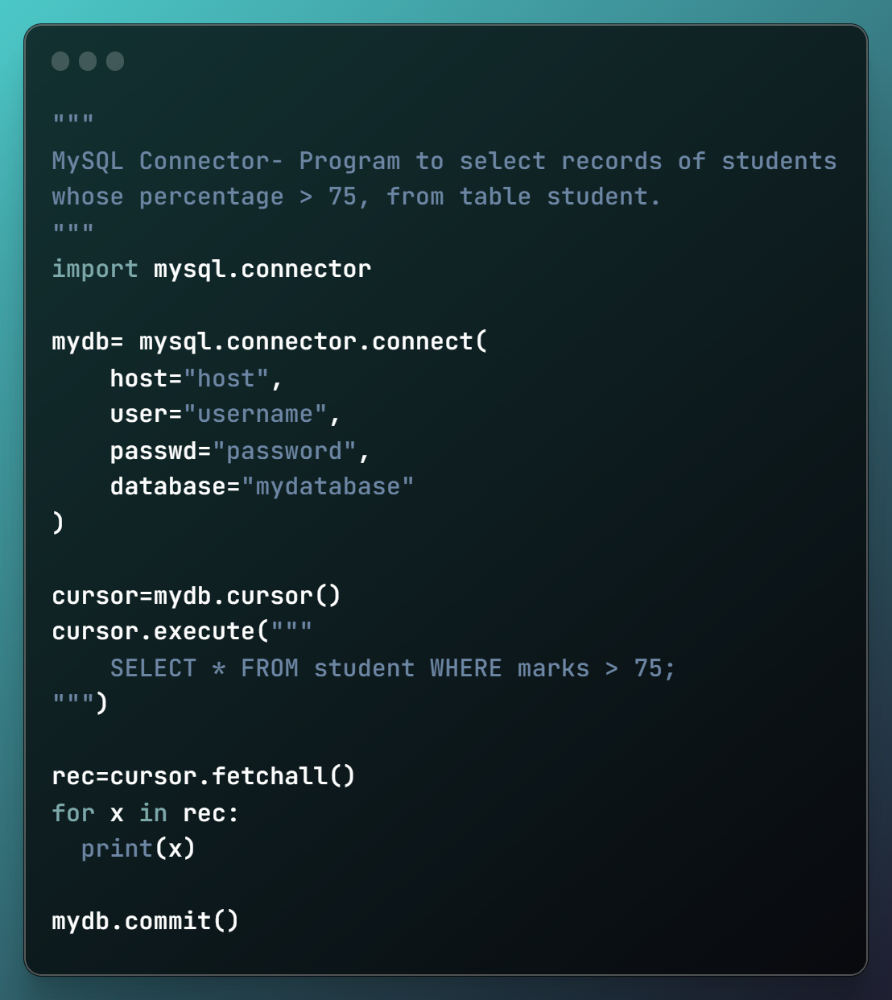 """
MySQL Connector- Program to select records of students
whose percentage > 75, from table student.
"""
import mysql.connector

mydb= mysql.connector.connect(
    host="host",
    user="username",
    passwd="password",
    database="mydatabase"
)

cursor=mydb.cursor()
cursor.execute("""
    SELECT * FROM student WHERE marks > 75;
""")

rec=cursor.fetchall()
for x in rec:
  print(x)

mydb.commit()